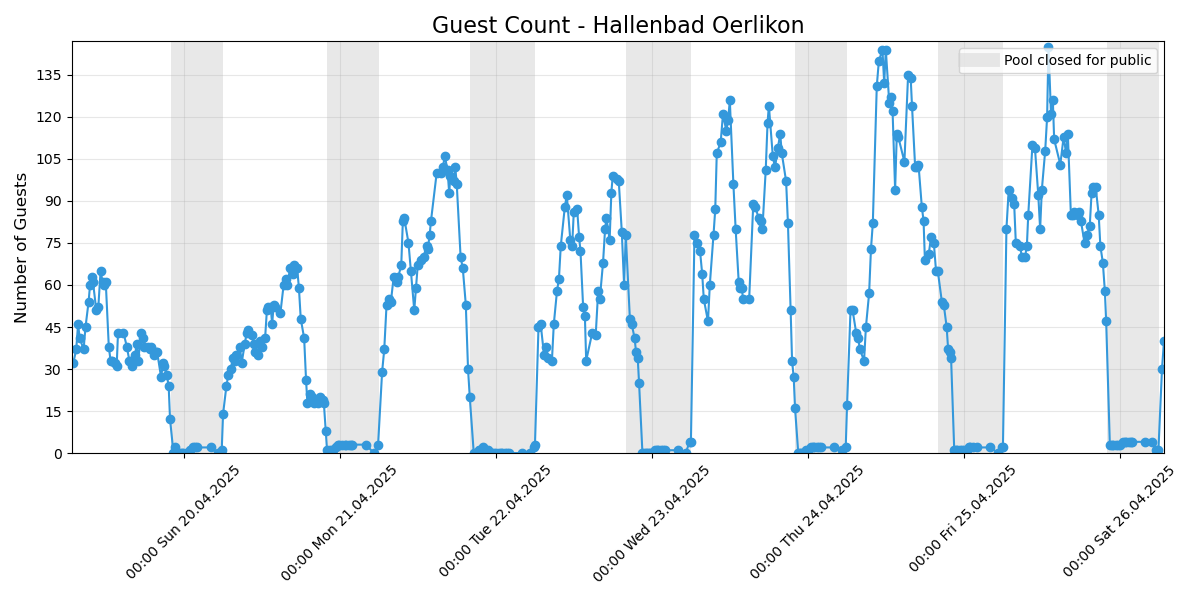 Guest Count - Hallenbad Oerlikon
Pool closed for public
Number of Guests
135
120
105
90
75
60
45
30
15
0
00:00 Sun 20.04.2025
00:00 Mon 21.04.2025
00:00 Tue 22.04.2025
00:00 Wed 23.04.2025
00:00 Thu 24.04.2025
00:00 Fri 25.04.2025
00:00 Sat 26.04.2025